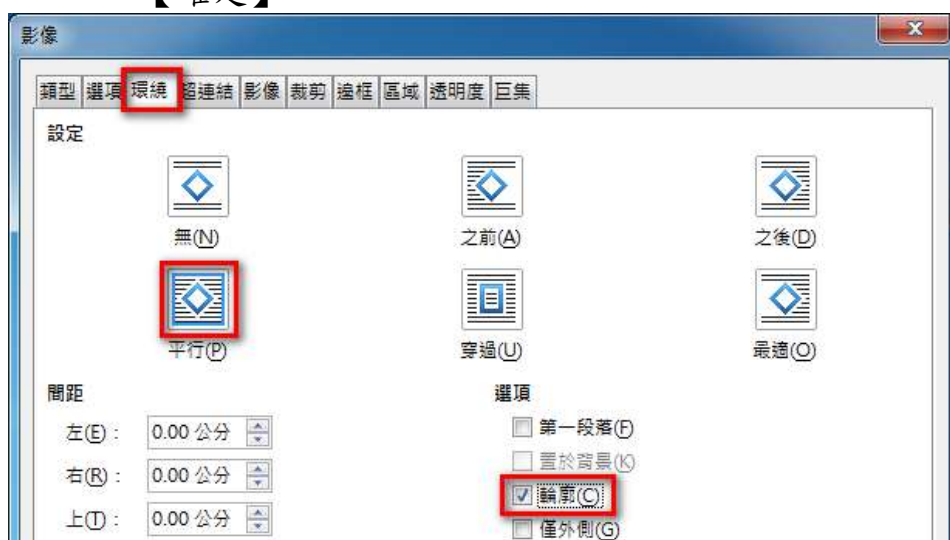 影像
類型 選項 環繞 超連結 影像 裁剪 邊框 區域 透明度 巨集
設定
無(N) 之前(A) 之後(D)
平行(P) 穿過(U) 最適(O)
間距 選項
左(E)： 0.00 公分 第一段落(F)
置於背景(K)
右(R)： 0.00 公分
輪廓(C)
上(T)： 0.00 公分
僅外側(G)